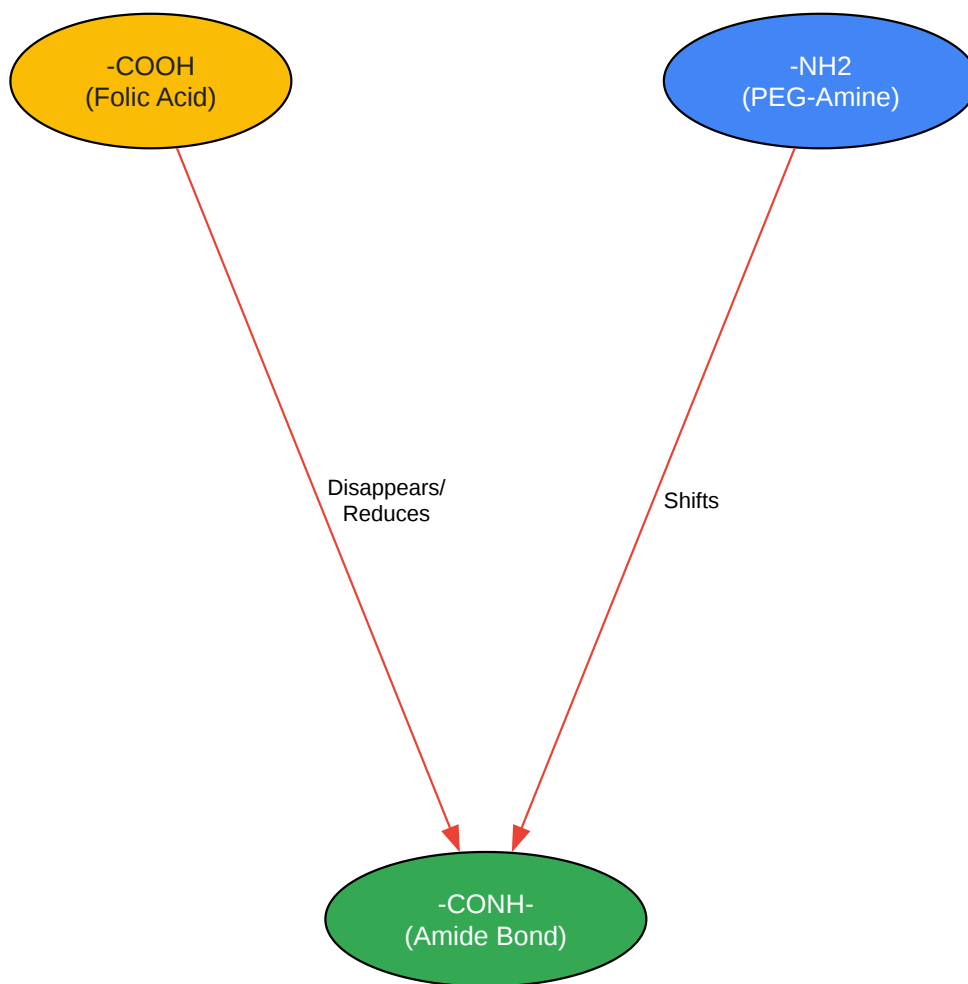 -COOH
(Folic Acid)
-NH2
(PEG-Amine)
Disappears/
Reduces
Shifts
-CONH-
(Amide Bond)